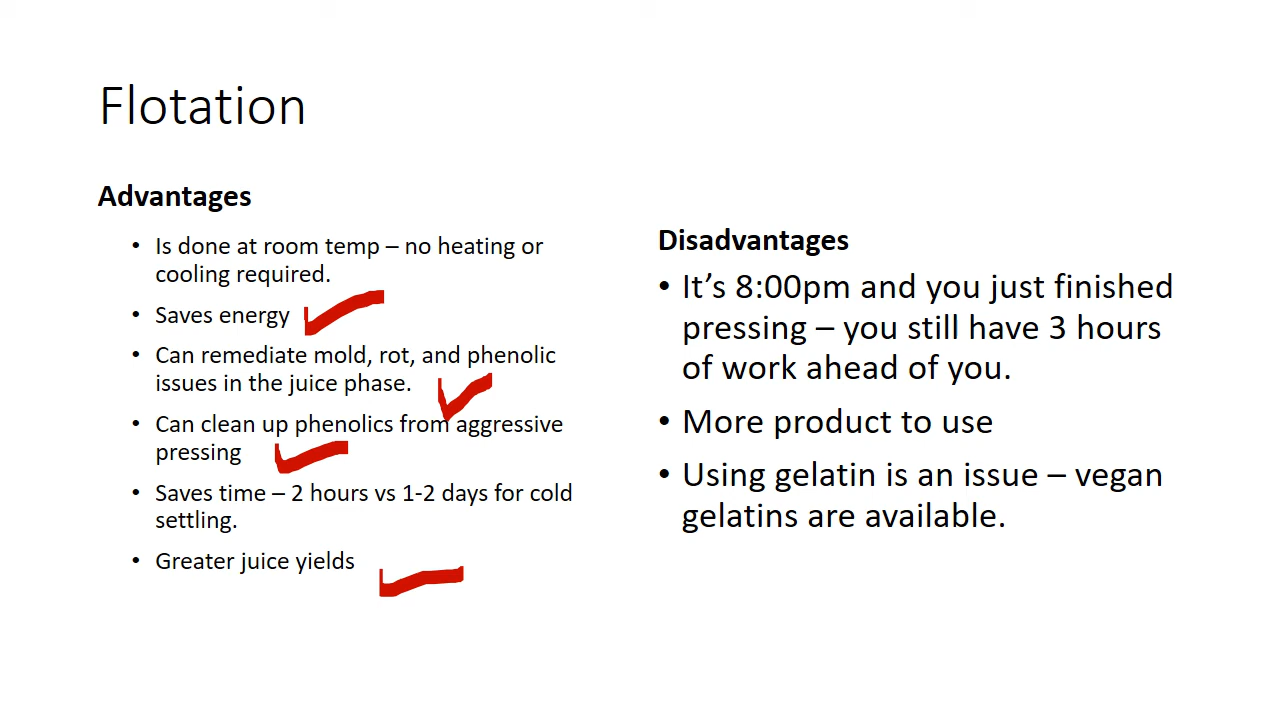 Flotation
Advantages
• Is done at room temp – no heating or
cooling required.
• Saves energy
• Can remediate mold, rot, and phenolic
issues in the juice phase.
• Can clean up phenolics from aggressive
pressing
• Saves time – 2 hours vs 1-2 days for cold
settling.
• Greater juice yields
Disadvantages
• It’s 8:00pm and you just finished
pressing – you still have 3 hours
of work ahead of you.
• More product to use
• Using gelatin is an issue – vegan
gelatins are available.